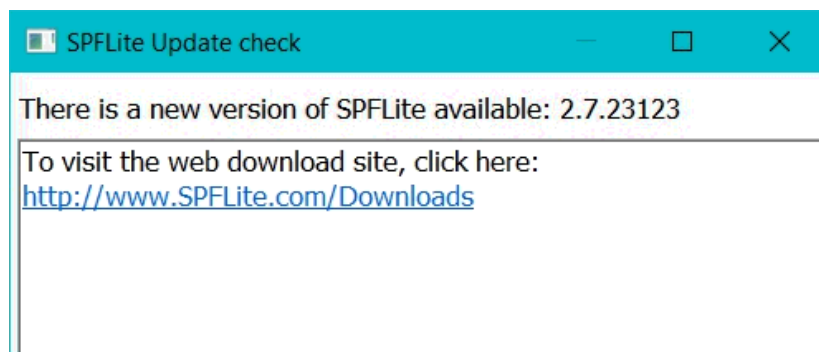 SPFLite Update check
There is a new version of SPFLite available: 2.7.23123
To visit the web download site, click here:
http://www.SPFLite.com/Downloads